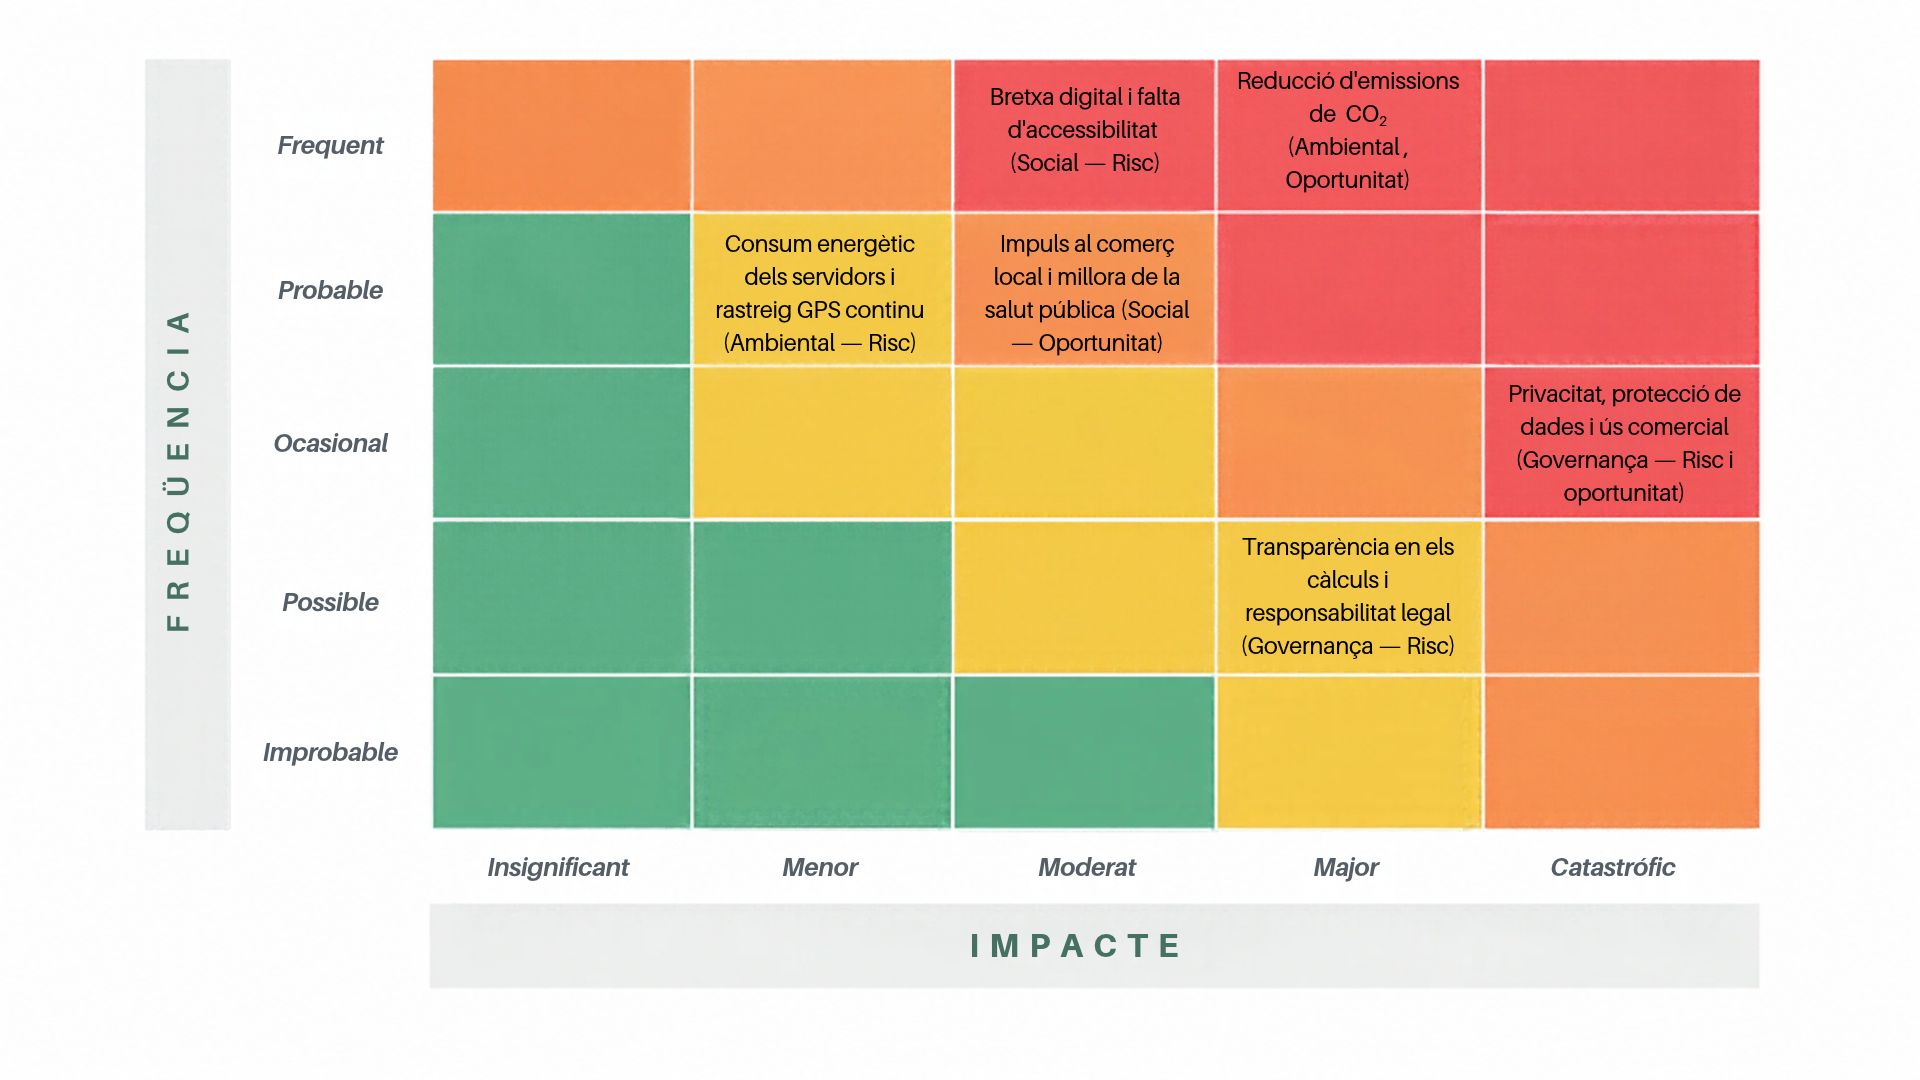 FREQÜENCIA
Frequent
Bretxa digital i falta
d'accessibilitat
(Social — Risc)
Reducció d'emissions
de CO₂
(Ambiental,
Oportunitat)
Probable
Consum energètic
dels servidors i
rastreig GPS continu
(Ambiental — Risc)
Impuls al comerç
local i millora de la
salut pública (Social
— Oportunitat)
Ocasional
Privacitat, protecció de
dades i ús comercial
(Governança — Risc i
oportunitat)
Possible
Transparència en els
càlculs i
responsabilitat legal
(Governança — Risc)
Improbable
Insignificant
Menor
Moderat
Major
Catastrófic
IMPACTE